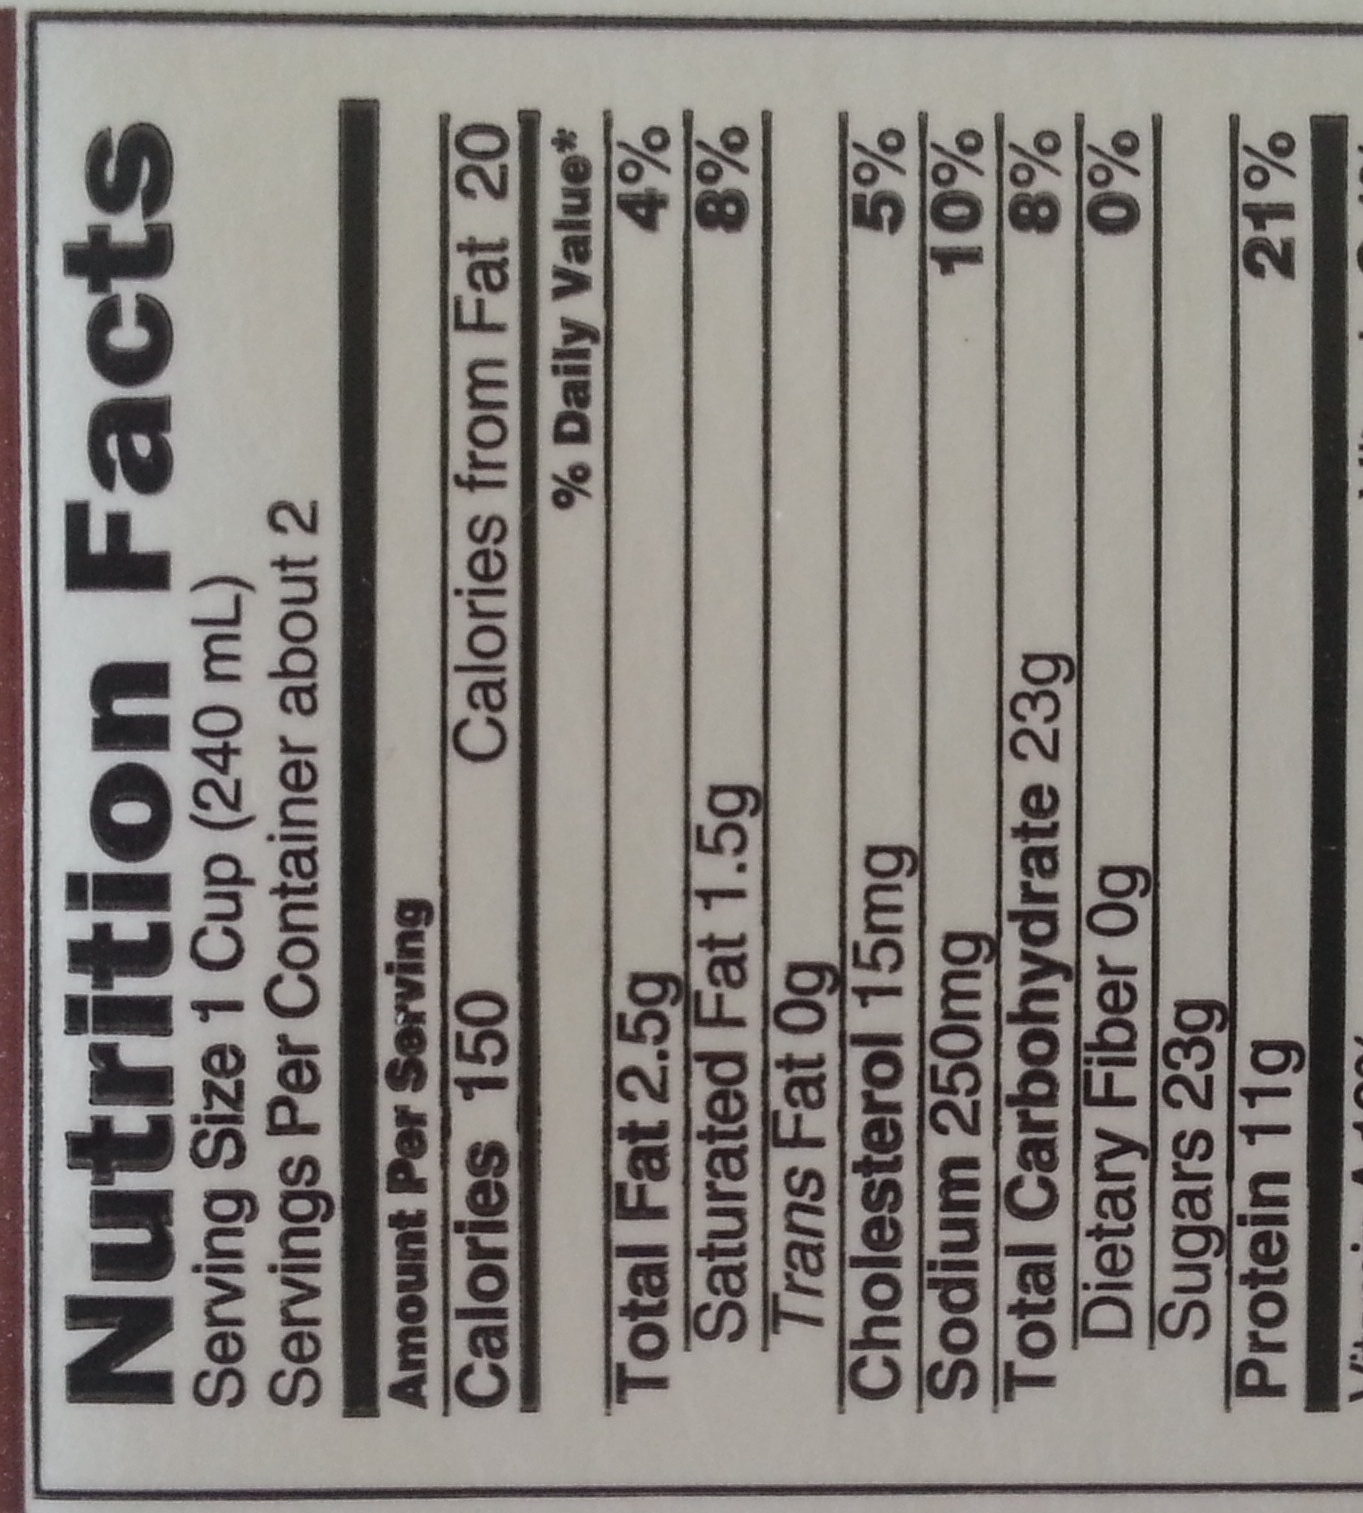 Nutrition Facts
Serving Size 1 Cup (240 mL)
Servings Per Container about 2
Amount Per Serving
Calories 150 Calories from Fat 20
% Daily Value*
Total Fat 2.5g 4%
Saturated Fat 1.5g 8%
Trans Fat 0g
Cholesterol 15mg 5%
Sodium 250mg 10%
Total Carbohydrate 23g 8%
Dietary Fiber 0g 0%
Sugars 23g
Protein 11g 21%